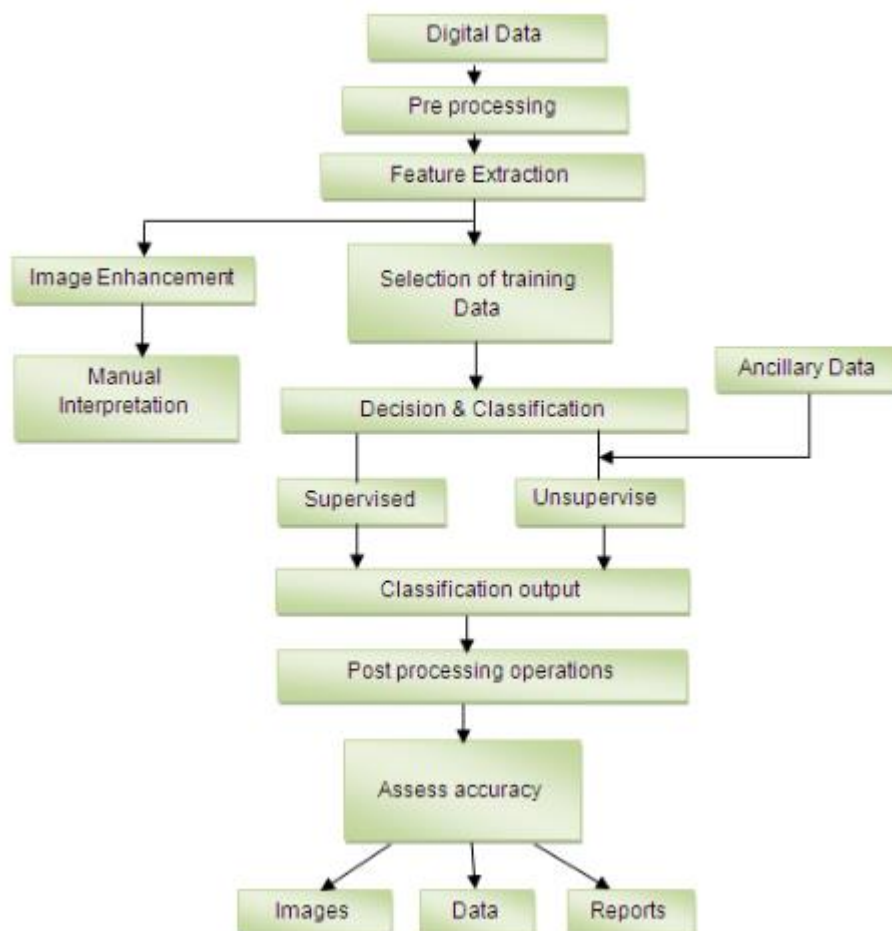 Digital Data
Pre processing
Feature Extraction
Image Enhancement
Selection of training
Data
Manual
Interpretation
Ancillary Data
Decision & Classification
Supervised
Unsupervise
Classification output
Post processing operations
Assess accuracy
Images
Data
Reports